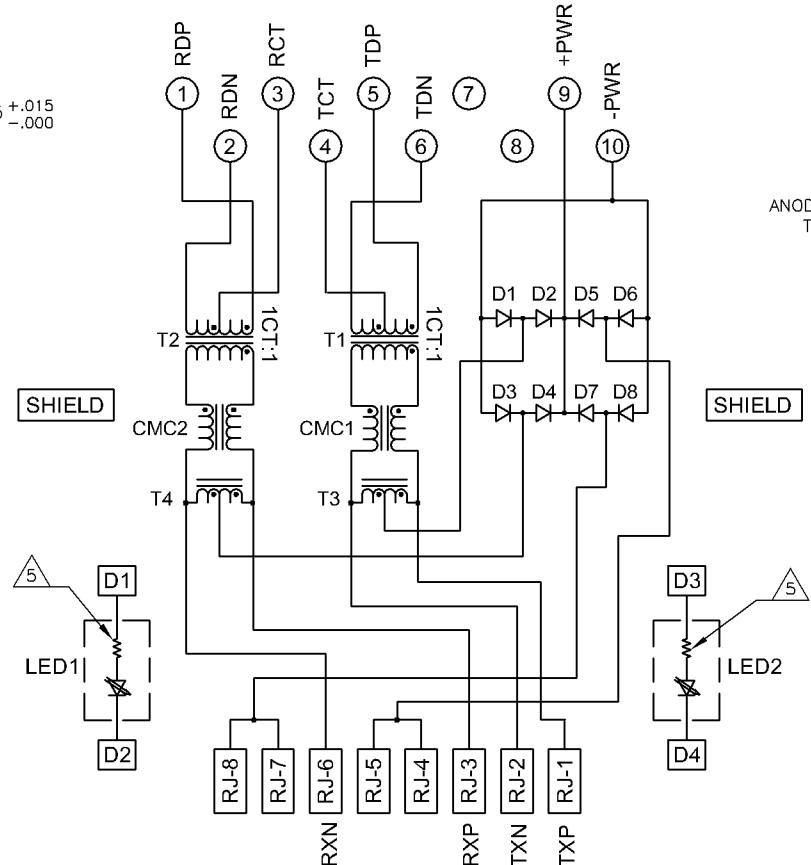 RDP
RCT
TDP
+PWR
1
3
5
7
9
+.015
-.000
RDN
TCT
TDN
-PWR
2
4
6
8
10
ANOD
T
D1 D2 D5 D6
T2
1CT:1
T1
1CT:1
D3 D4 D7 D8
SHIELD
SHIELD
CMC2
CMC1
T4
T3
5
D1
D3
5
LED1
LED2
D2
D4
RJ-8
RJ-7
RJ-6
RJ-5
RJ-4
RJ-3
RJ-2
RJ-1
RXN
RXP
TXN
TXP